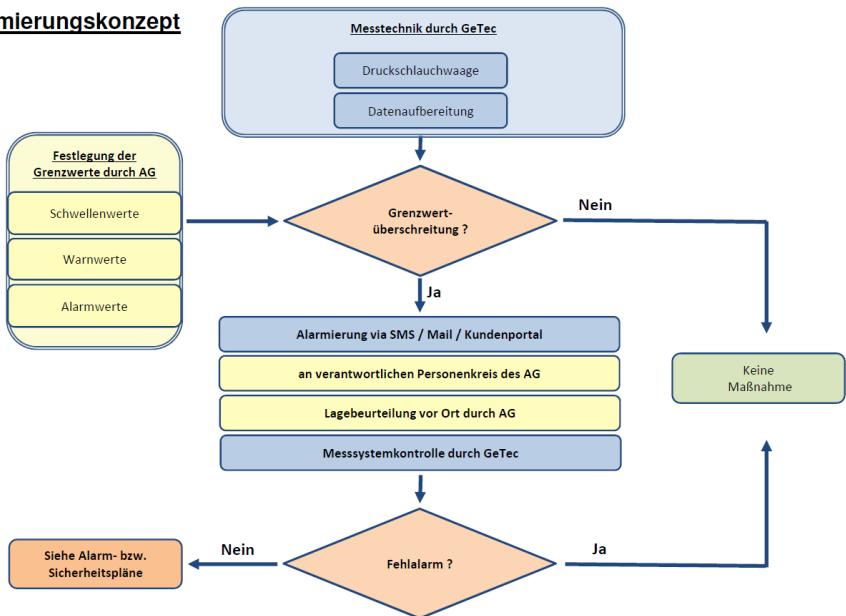 mierungskonzept
Messtechnik durch GeTec
Druckschlauchwaage
Datenaufbereitung
Festlegung der
Grenzwerte durch AG
Schwellenwerte
Warnwerte
Alarmwerte
Grenzwert-
überschreitung ?
Nein
Ja
Alarmierung via SMS / Mail / Kundenportal
an verantwortlichen Personenkreis des AG
Lagebeurteilung vor Ort durch AG
Messsystemkontrolle durch GeTec
Keine
Maßnahme
Fehlalarm ?
Nein
Ja
Siehe Alarm- bzw.
Sicherheitspläne